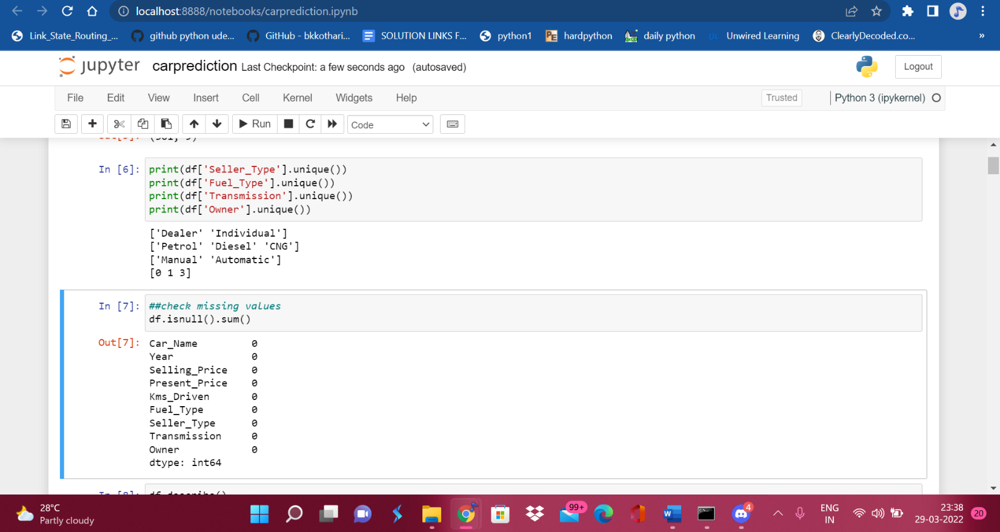 localhost:8888/notebooks/carprediction.ipynb
Link_State_Routing_... github python ude... GitHub - bkkothari... SOLUTION LINKS F... python1 hardpython daily python Unwired Learning ClearlyDecoded.co... »
jupyter carprediction Last Checkpoint: a few seconds ago (autosaved) Logout
File Edit View Insert Cell Kernel Widgets Help Trusted Python 3 (ipykernel)
Run Code
In [6]: print(df['Seller_Type'].unique())
print(df['Fuel_Type'].unique())
print(df['Transmission'].unique())
print(df['Owner'].unique())
['Dealer' 'Individual']
['Petrol' 'Diesel' 'CNG']
['Manual' 'Automatic']
[0 1 3]
In [7]: ##check missing values
df.isnull().sum()
Out[7]: Car_Name 0
Year 0
Selling_Price 0
Present_Price 0
Kms_Driven 0
Fuel_Type 0
Seller_Type 0
Transmission 0
Owner 0
dtype: int64
In [8]: df.describe()
28°C
Partly cloudy
99+
4
ENG
IN
23:38
29-03-2022
20